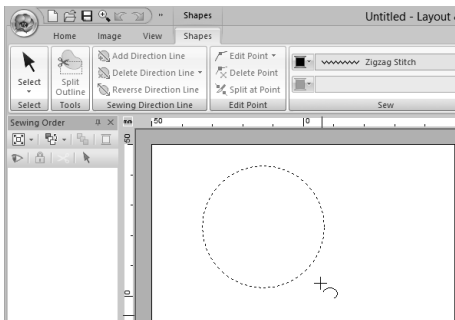 Shapes Untitled - Layout &
Home Image View Shapes
Add Direction Line Edit Point
Delete Direction Line Delete Point Zigzag Stitch
Select Split Outline Reverse Direction Line Split at Point
Select Tools Sewing Direction Line Edit Point Sew
Sewing Order mm 50 0
50
0